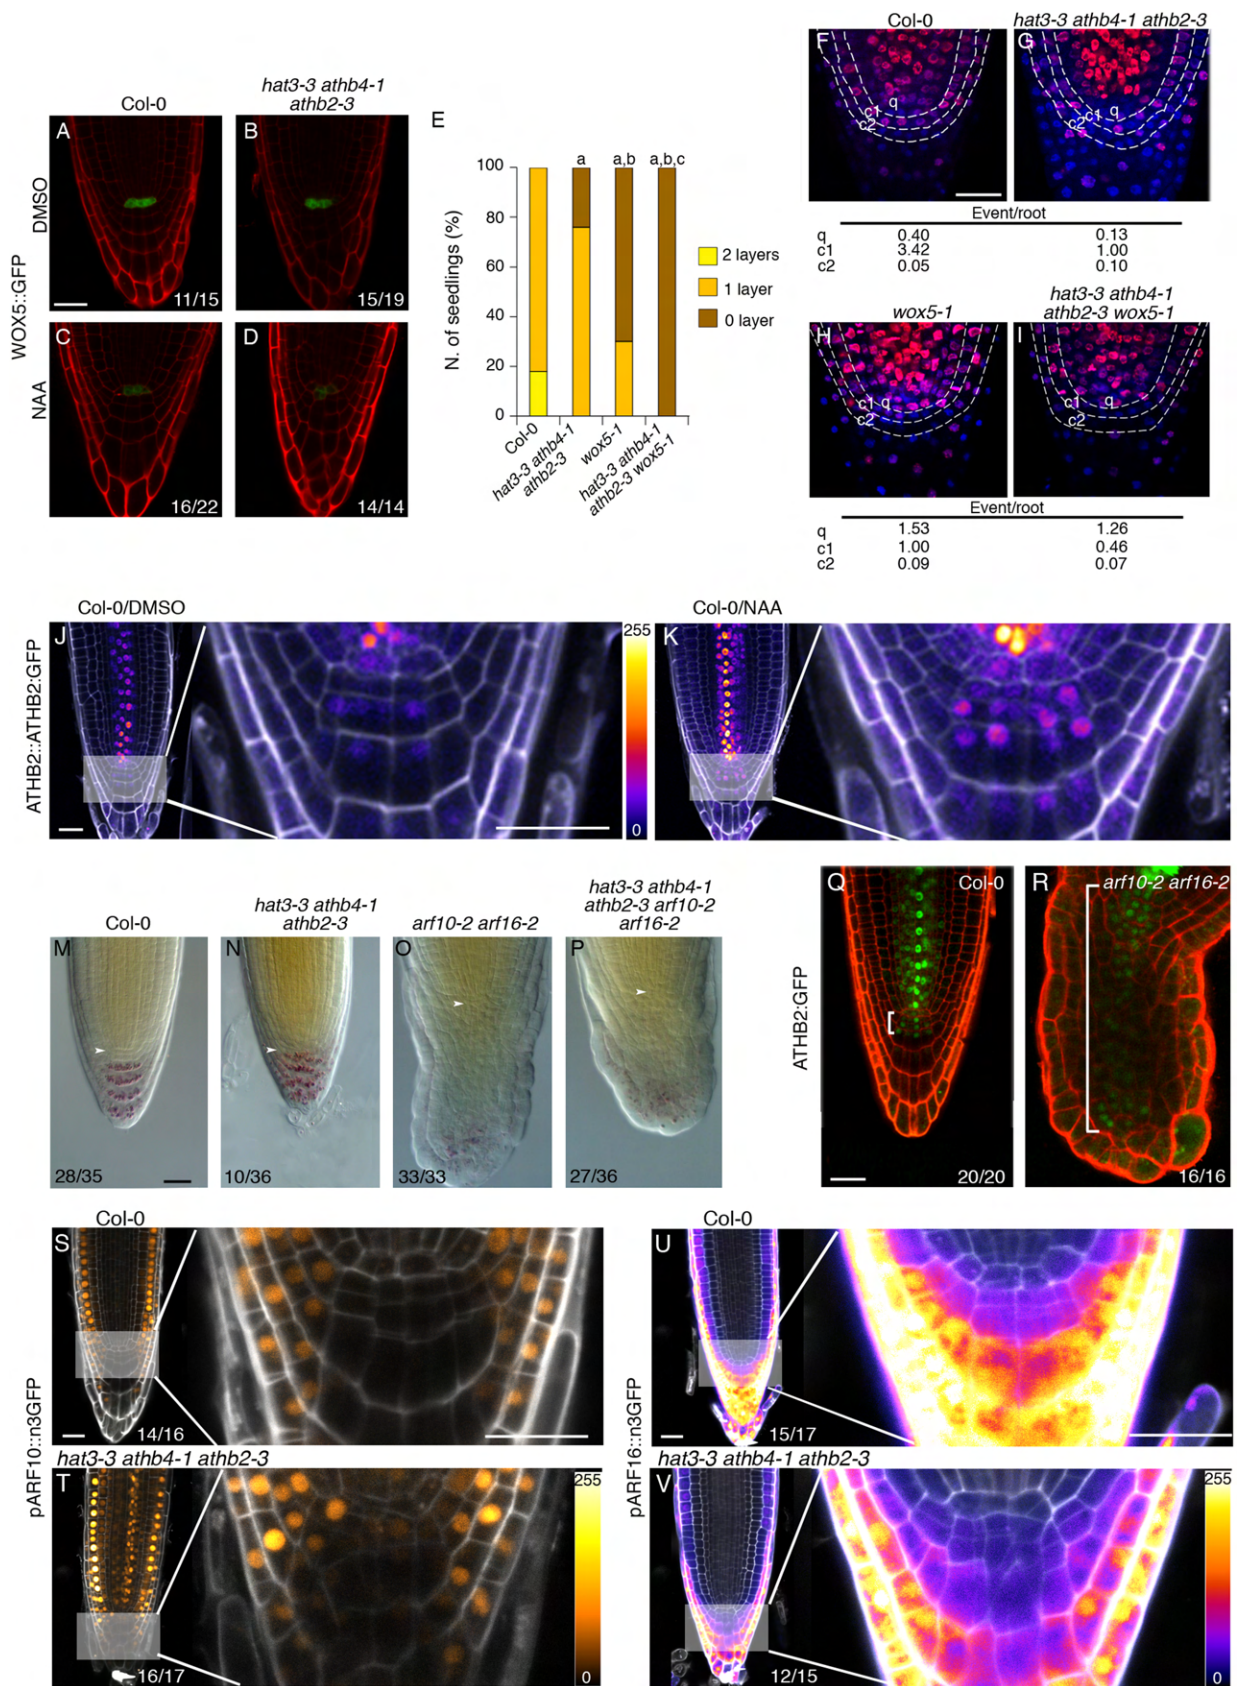 Col-0
hat3-3 athb4-1
athb2-3
WOX5::GFP
DMSO
A
11/15
B
15/19
NAA
C
16/22
D
14/14
E
N. of seedlings (%)
100
80
60
40
20
0
a
a,b
a,b,c
Col-0
hat3-3 athb4-1
athb2-3
wox5-1
hat3-3 athb4-1
athb2-3 wox5-1
2 layers
1 layer
0 layer
Col-0
hat3-3 athb4-1 athb2-3
F
q
c1
c2
G
q
c1
c2
Event/root
q 0.40 0.13
c1 3.42 1.00
c2 0.05 0.10
wox5-1
hat3-3 athb4-1
athb2-3 wox5-1
H
q
c1
c2
I
q
c1
c2
Event/root
q 1.53 1.26
c1 1.00 0.46
c2 0.09 0.07
ATHB2::ATHB2:GFP
Col-0/DMSO
J
255
0
Col-0/NAA
K
Col-0
M
28/35
hat3-3 athb4-1
athb2-3
N
10/36
arf10-2 arf16-2
O
33/33
hat3-3 athb4-1
athb2-3 arf10-2
arf16-2
P
27/36
ATHB2:GFP
Q
Col-0
20/20
R
arf10-2 arf16-2
16/16
pARF10::n3GFP
Col-0
S
14/16
hat3-3 athb4-1 athb2-3
T
16/17
255
0
pARF16::n3GFP
Col-0
U
15/17
hat3-3 athb4-1 athb2-3
V
12/15
255
0